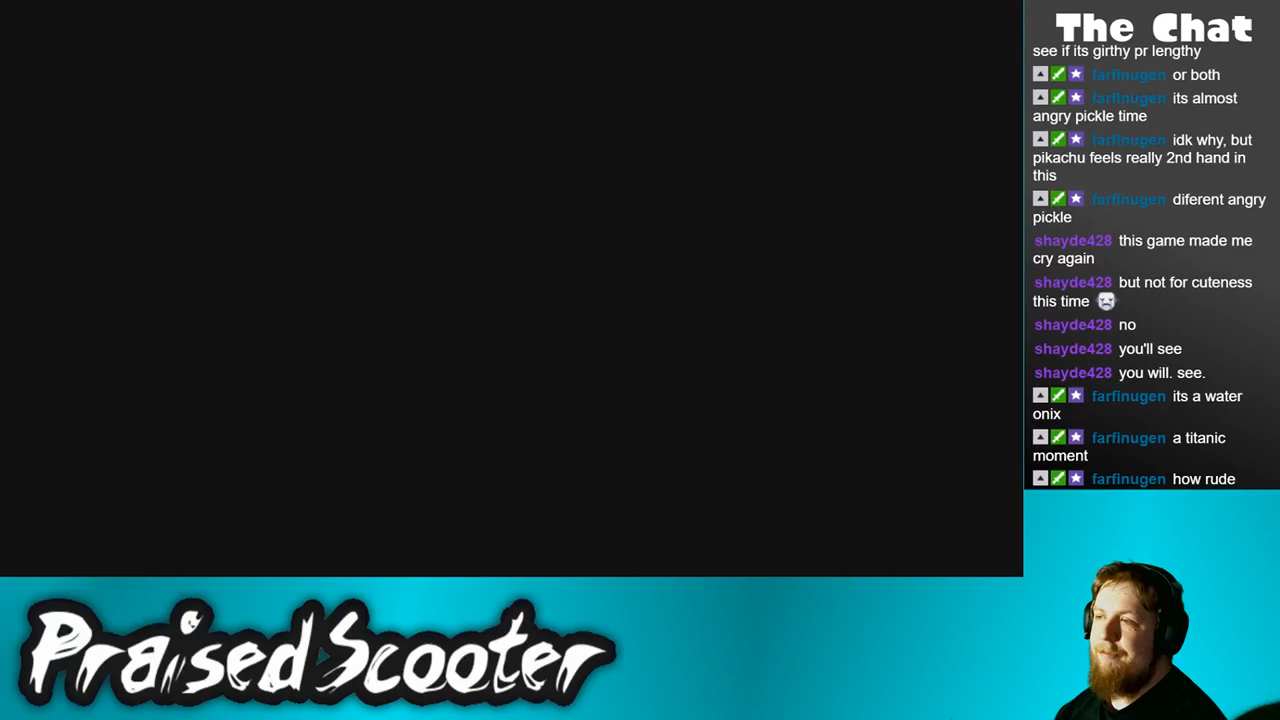 The Chat
see if its girthy pr lengthy
farfinugen or both
farfinugen its almost
angry pickle time
farfinugen idk why, but
pikachu feels really 2nd hand in
this
farfinugen diferent angry
pickle
shayde428 this game made me
cry again
shayde428 but not for cuteness
this time
shayde428 no
shayde428 you'll see
shayde428 you will. see.
farfinugen its a water
onix
farfinugen a titanic
moment
farfinugen how rude
PraisedScooter